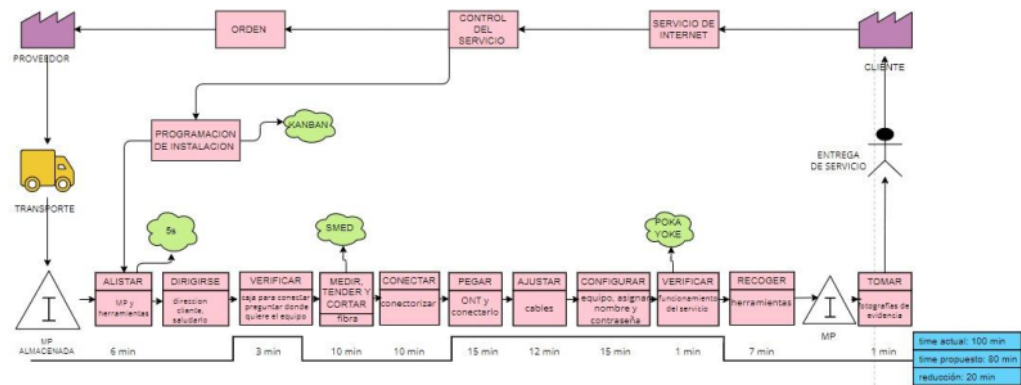 PROVEEDOR
ORDEN
CONTROL
DEL
SERVICIO
SERVICIO DE
INTERNET
CLIENTE
PROGRAMACION
DE INSTALACION
KANBAN
TRANSPORTE
ENTREGA
DE SERVICIO
5s
SMED
POKA
YOKE
I
MP
ALMACENADA
ALISTAR
MP y
herramientas
DIRIGIRSE
direccion
cliente,
saludarlo
VERIFICAR
caja para conectar
preguntar donde
quiere el equipo
MEDIR,
TENDER Y
CORTAR
fibra
CONECTAR
conectorizar
PEGAR
ONT y
conectarlo
AJUSTAR
cables
CONFIGURAR
equipo, asignar
nombre y
contraseña
VERIFICAR
funcionamiento
del servicio
RECOGER
herramientas
I
MP
TOMAR
fotografias de
evidencia
6 min
3 min
10 min
10 min
15 min
12 min
15 min
1 min
7 min
1 min
time actual: 100 min
time propuesto: 80 min
reducción: 20 min